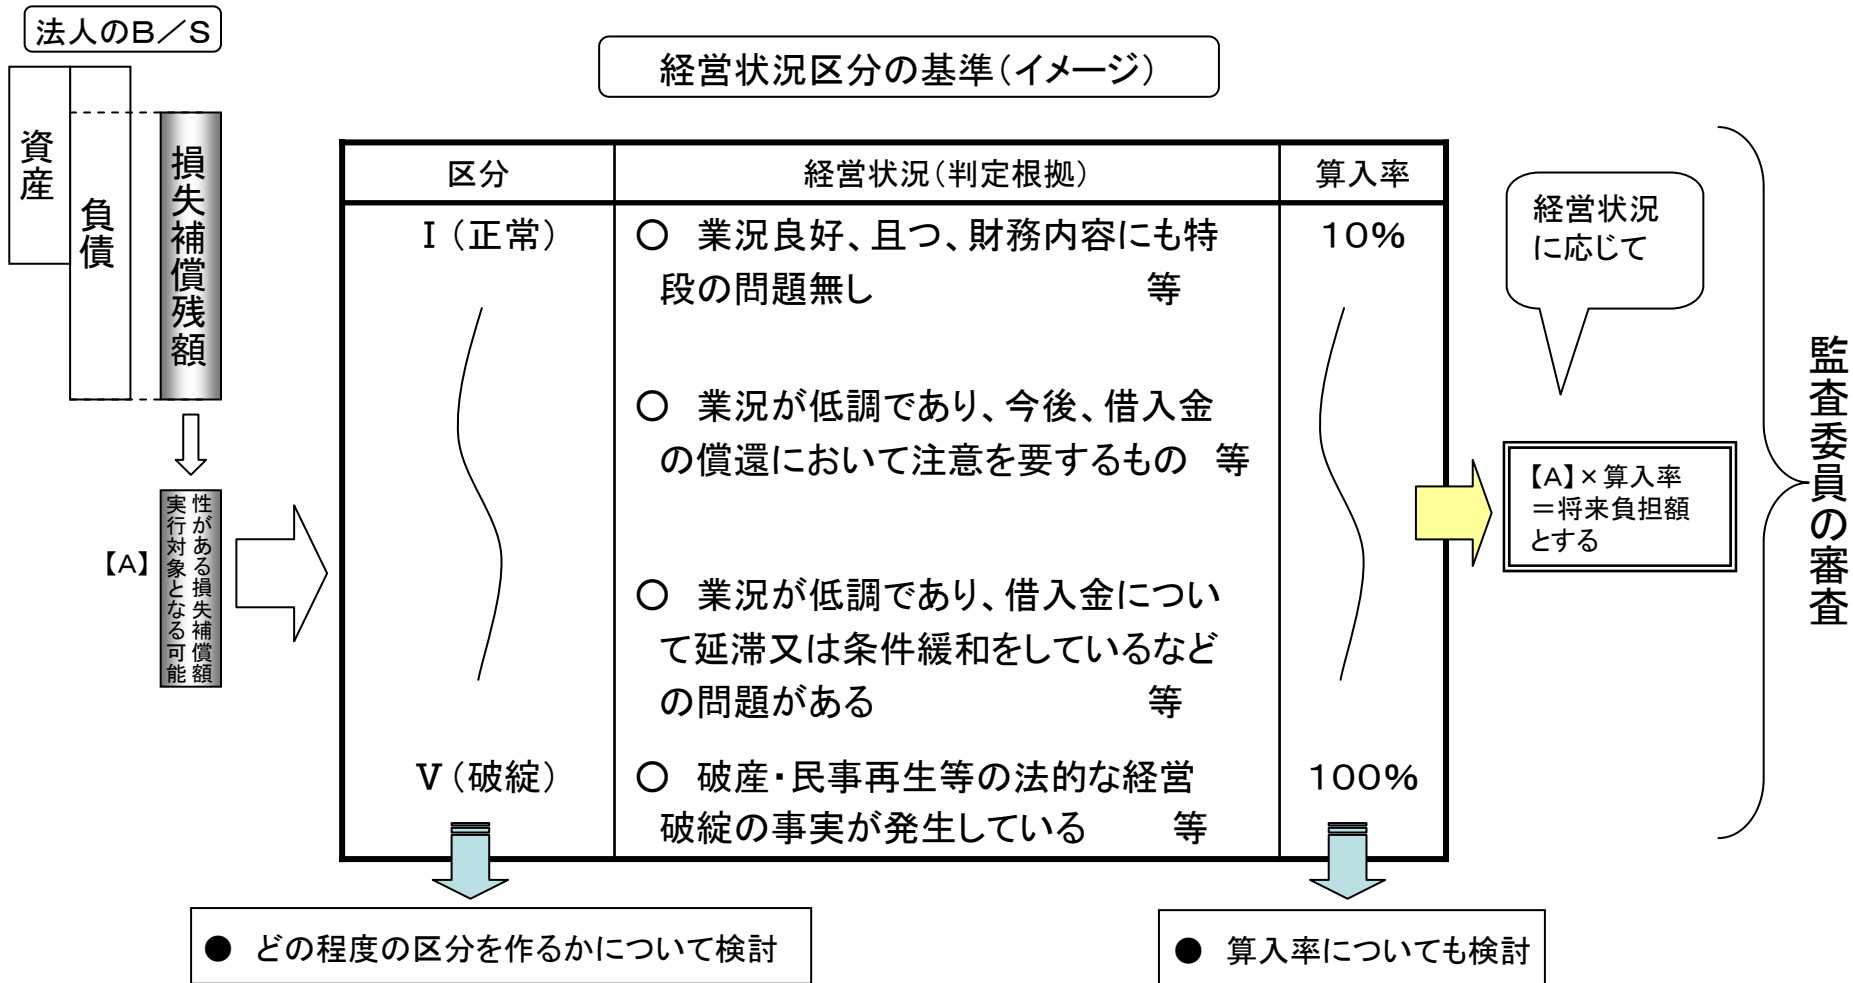 法人のB／S
経営状況区分の基準（イメージ）
資産
負債
損失補償残額
【A】
実行対象となる可能
性がある損失補償額
区分
経営状況（判定根拠）
算入率
Ⅰ（正常）
○　業況良好、且つ、財務内容にも特
段の問題無し　等
10%
○　業況が低調であり、今後、借入金
の償還において注意を要するもの　等
○　業況が低調であり、借入金につい
て延滞又は条件緩和をしているなど
の問題がある　等
Ⅴ（破綻）
○　破産・民事再生等の法的な経営
破綻の事実が発生している　等
100%
経営状況
に応じて
【A】×算入率
＝将来負担額
とする
監査委員の審査
●　どの程度の区分を作るかについて検討
●　算入率についても検討